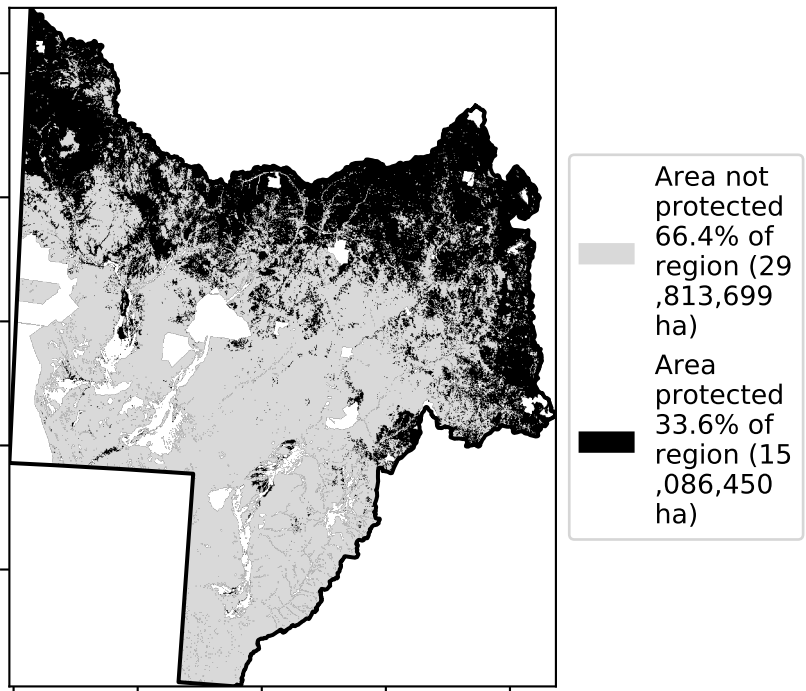 Area not
protected
66.4% of
region (29
,813,699
ha)
Area
protected
33.6% of
region (15
,086,450
ha)